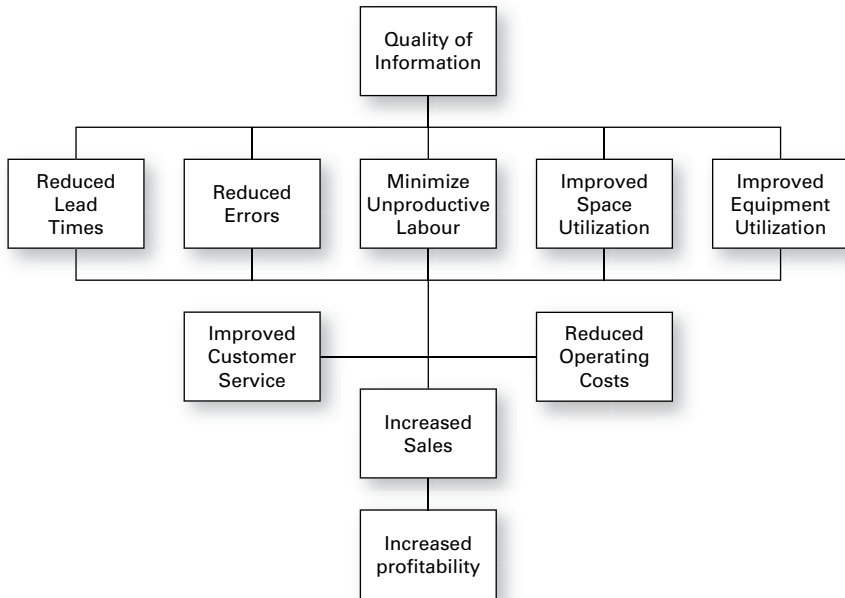 Quality of
Information
Reduced
Lead
Times
Reduced
Errors
Minimize
Unproductive
Labour
Improved
Space
Utilization
Improved
Equipment
Utilization
Improved
Customer
Service
Reduced
Operating
Costs
Increased
Sales
Increased
profitability